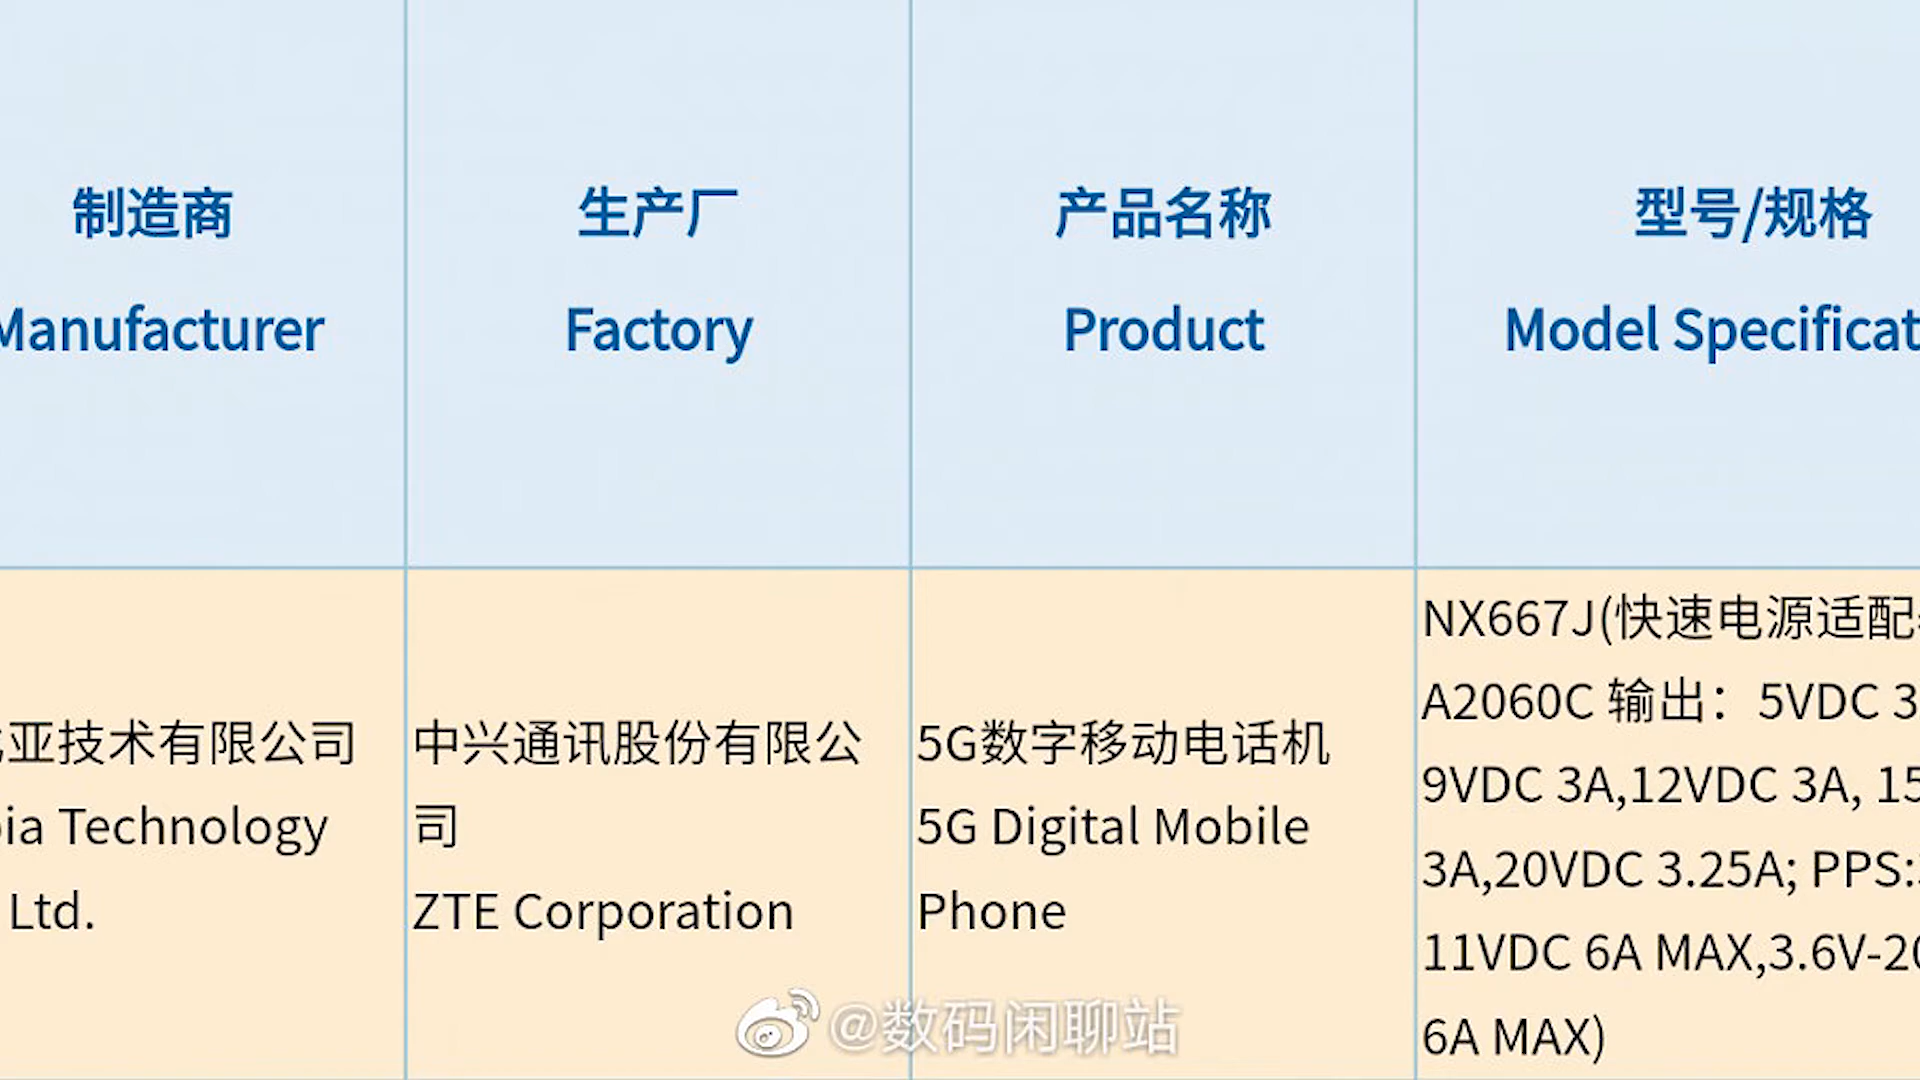 制造商
Manufacturer
生产厂
Factory
产品名称
Product
型号/规格
Model Specificat
亚技术有限公司
ia Technology
Ltd.
中兴通讯股份有限公
司
ZTE Corporation
5G数字移动电话机
5G Digital Mobile
Phone
NX667J(快速电源适配
A2060C 输出：5VDC 3
9VDC 3A,12VDC 3A, 15
3A,20VDC 3.25A; PPS:
11VDC 6A MAX,3.6V-20
6A MAX)
@数码闲聊站